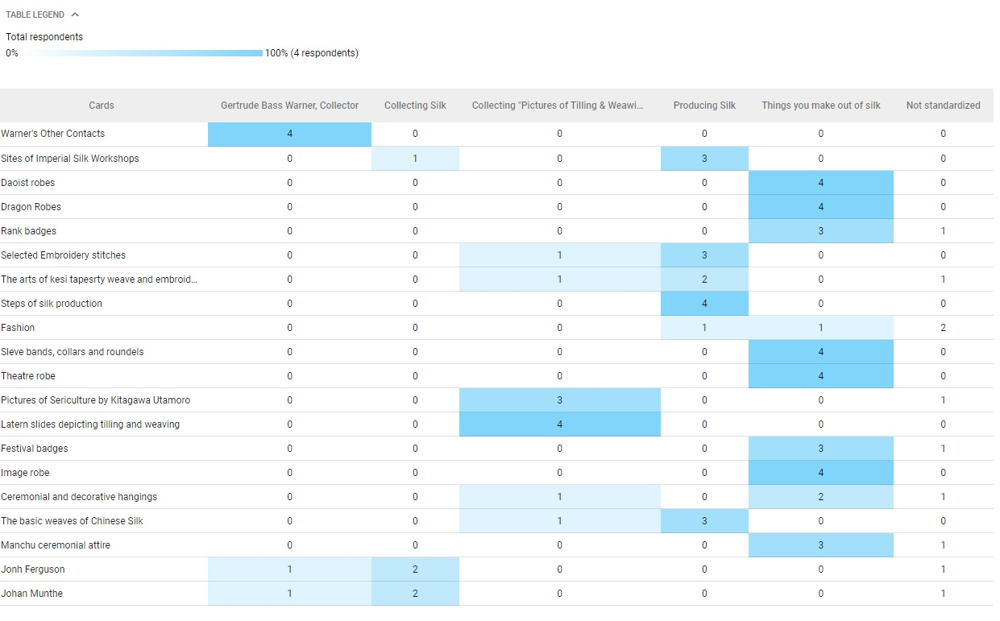 TABLE LEGEND
Total respondents
0% 100% (4 respondents)
Cards Gertrude Bass Warner, Collector Collecting Silk Collecting "Pictures of Tilling & Weawi... Producing Silk Things you make out of silk Not standardized
Warner's Other Contacts 4 0 0 0 0 0
Sites of Imperial Silk Workshops 0 1 0 3 0 0
Daoist robes 0 0 0 0 4 0
Dragon Robes 0 0 0 0 4 0
Rank badges 0 0 0 0 3 1
Selected Embroidery stitches 0 0 1 3 0 0
The arts of kesi tapesrty weave and embroid... 0 0 1 2 0 1
Steps of silk production 0 0 0 4 0 0
Fashion 0 0 0 1 1 2
Sleve bands, collars and roundels 0 0 0 0 4 0
Theatre robe 0 0 0 0 4 0
Pictures of Sericulture by Kitagawa Utamoro 0 0 3 0 0 1
Latern slides depicting tilling and weaving 0 0 4 0 0 0
Festival badges 0 0 0 0 3 1
Image robe 0 0 0 0 4 0
Ceremonial and decorative hangings 0 0 1 0 2 1
The basic weaves of Chinese Silk 0 0 1 3 0 0
Manchu ceremonial attire 0 0 0 0 3 1
Jonh Ferguson 1 2 0 0 0 1
Johan Munthe 1 2 0 0 0 1